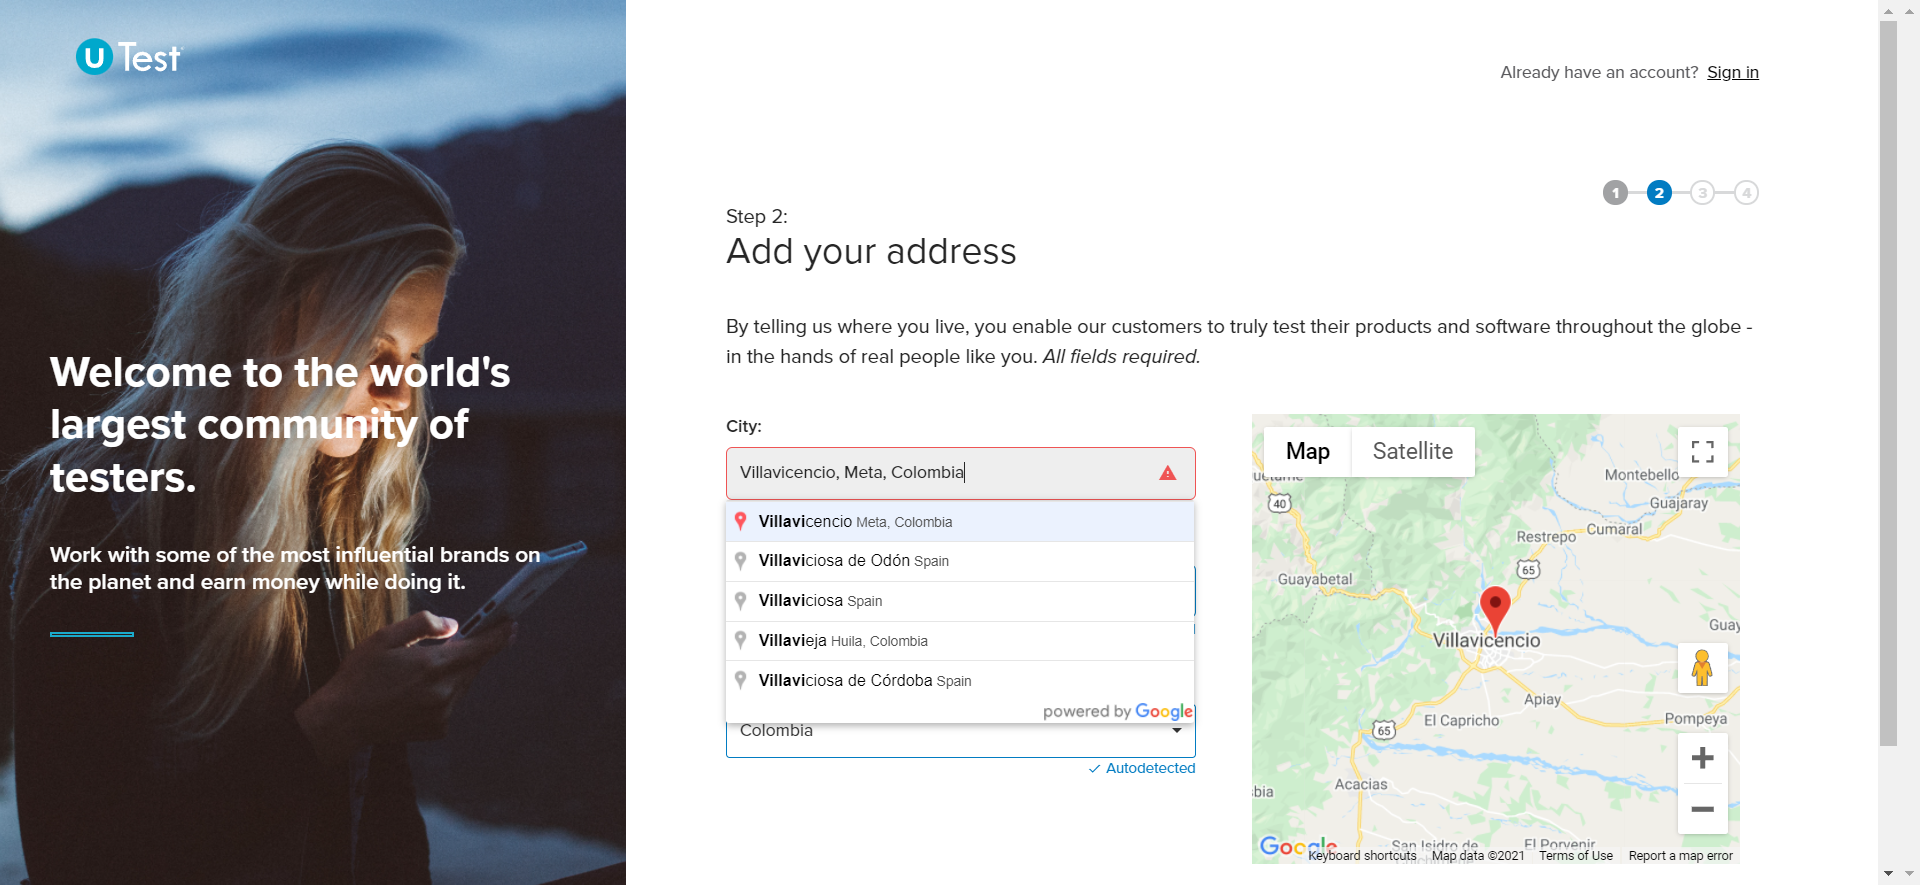 U Test
Already have an account? Sign in
1 2 3 4
Step 2:
Add your address
By telling us where you live, you enable our customers to truly test their products and software throughout the globe -
in the hands of real people like you. All fields required.
Welcome to the world's
largest community of
testers.
Work with some of the most influential brands on
the planet and earn money while doing it.
City:
Villavicencio, Meta, Colombia
Villavicencio Meta, Colombia
Villaviciosa de Odón Spain
Villaviciosa Spain
Villavieja Huila, Colombia
Villaviciosa de Córdoba Spain
powered by Google
Colombia
Autodetected
Map Satellite
Montebello
40
Guajaray
Cumaral
Restrepo
65
Guayabetal
Guay
Villavicencio
Apiay
El Capricho
Pompeya
65
Acacias
bia
San Isidro de
El Porvenir
Google
Keyboard shortcuts Map data ©2021 Terms of Use Report a map error